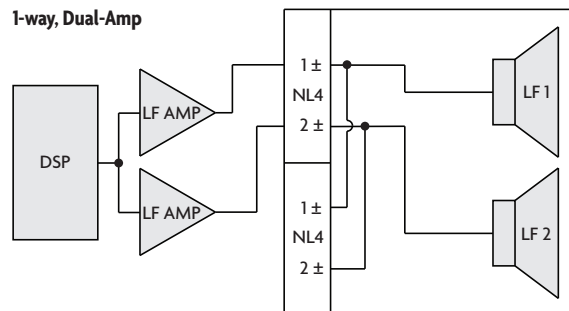 1-way, Dual-Amp
LF AMP
1 ±
NL4
2 ±
LF 1
DSP
LF AMP
1 ±
NL4
2 ±
LF 2